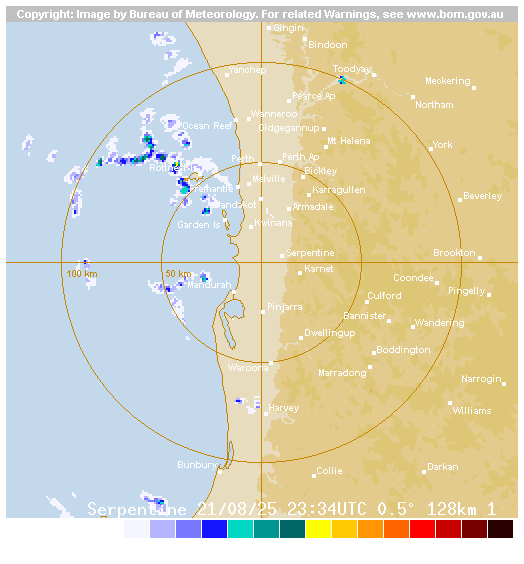 Copyright: Image by Bureau of Meteorology. For related Warnings, see www.bom.gov.au
Gingin
Bindoon
Yanchep
Toodyay
Meckering
Pearce Ap
Northam
Wanneroo
Ocean Reef
Gidgegannup
Mt Helena
York
Perth
Perth Ap
Bickley
Melville
Karragullen
Beverley
Armadale
Garden Is
Kwinana
Serpentine
Brookton
100 km
50 km
Karnet
Mandurah
Coondee
Pingelly
Culford
Pinjarra
Bannister
Wandering
Dwellingup
Boddington
Waroona
Marradong
Narrogin
Harvey
Williams
Bunbury
Collie
Darkan
Serpentine 21/08/25 23:34UTC 0.5° 128km 1